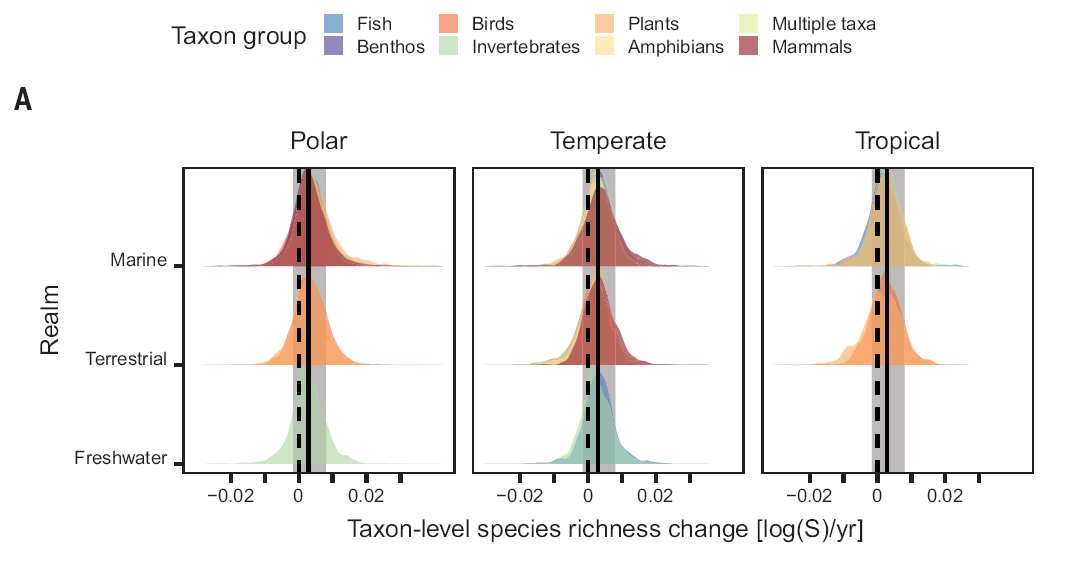 Taxon group
Fish Birds Plants Multiple taxa
Benthos Invertebrates Amphibians Mammals
A
Polar Temperate Tropical
Realm
Marine
Terrestrial
Freshwater
−0.02 0 0.02 −0.02 0 0.02 −0.02 0 0.02
Taxon-level species richness change [log(S)/yr]